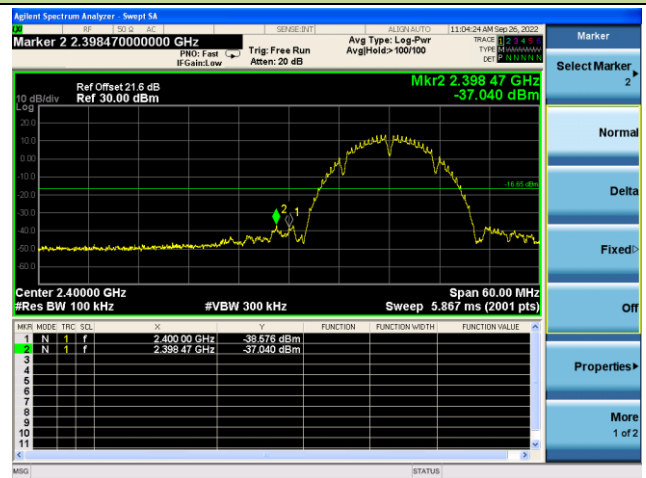 Agilent Spectrum Analyzer - Swept SA
RF 50 Ω AC SENSE:INT ALIGN AUTO 11:04:24 AM Sep 26, 2022
Marker 2 2.398470000000 GHz
PNO: Fast
IFGain:Low
Trig: Free Run
Atten: 20 dB
Avg Type: Log-Pwr
Avg|Hold:>100/100
TRACE 1 2 3 4 5 6
TYPE M
DET P N N N N N
Ref Offset 21.6 dB
10 dB/div Ref 30.00 dBm
Log
Mkr2 2.398 47 GHz
-37.040 dBm
20.0
10.0
0.00
-10.0
-20.0
-30.0
-40.0
-50.0
-60.0
-16.65 dBm
2
1
Center 2.40000 GHz Span 60.00 MHz
#Res BW 100 kHz #VBW 300 kHz Sweep 5.867 ms (2001 pts)
MKR MODE TRC SCL X Y FUNCTION FUNCTION WIDTH FUNCTION VALUE
1 N 1 f 2.400 00 GHz -38.576 dBm
2 N 1 f 2.398 47 GHz -37.040 dBm
3
4
5
6
7
8
9
10
11
MSG STATUS
Marker
Select Marker
2
Normal
Delta
Fixed
Off
Properties
More
1 of 2